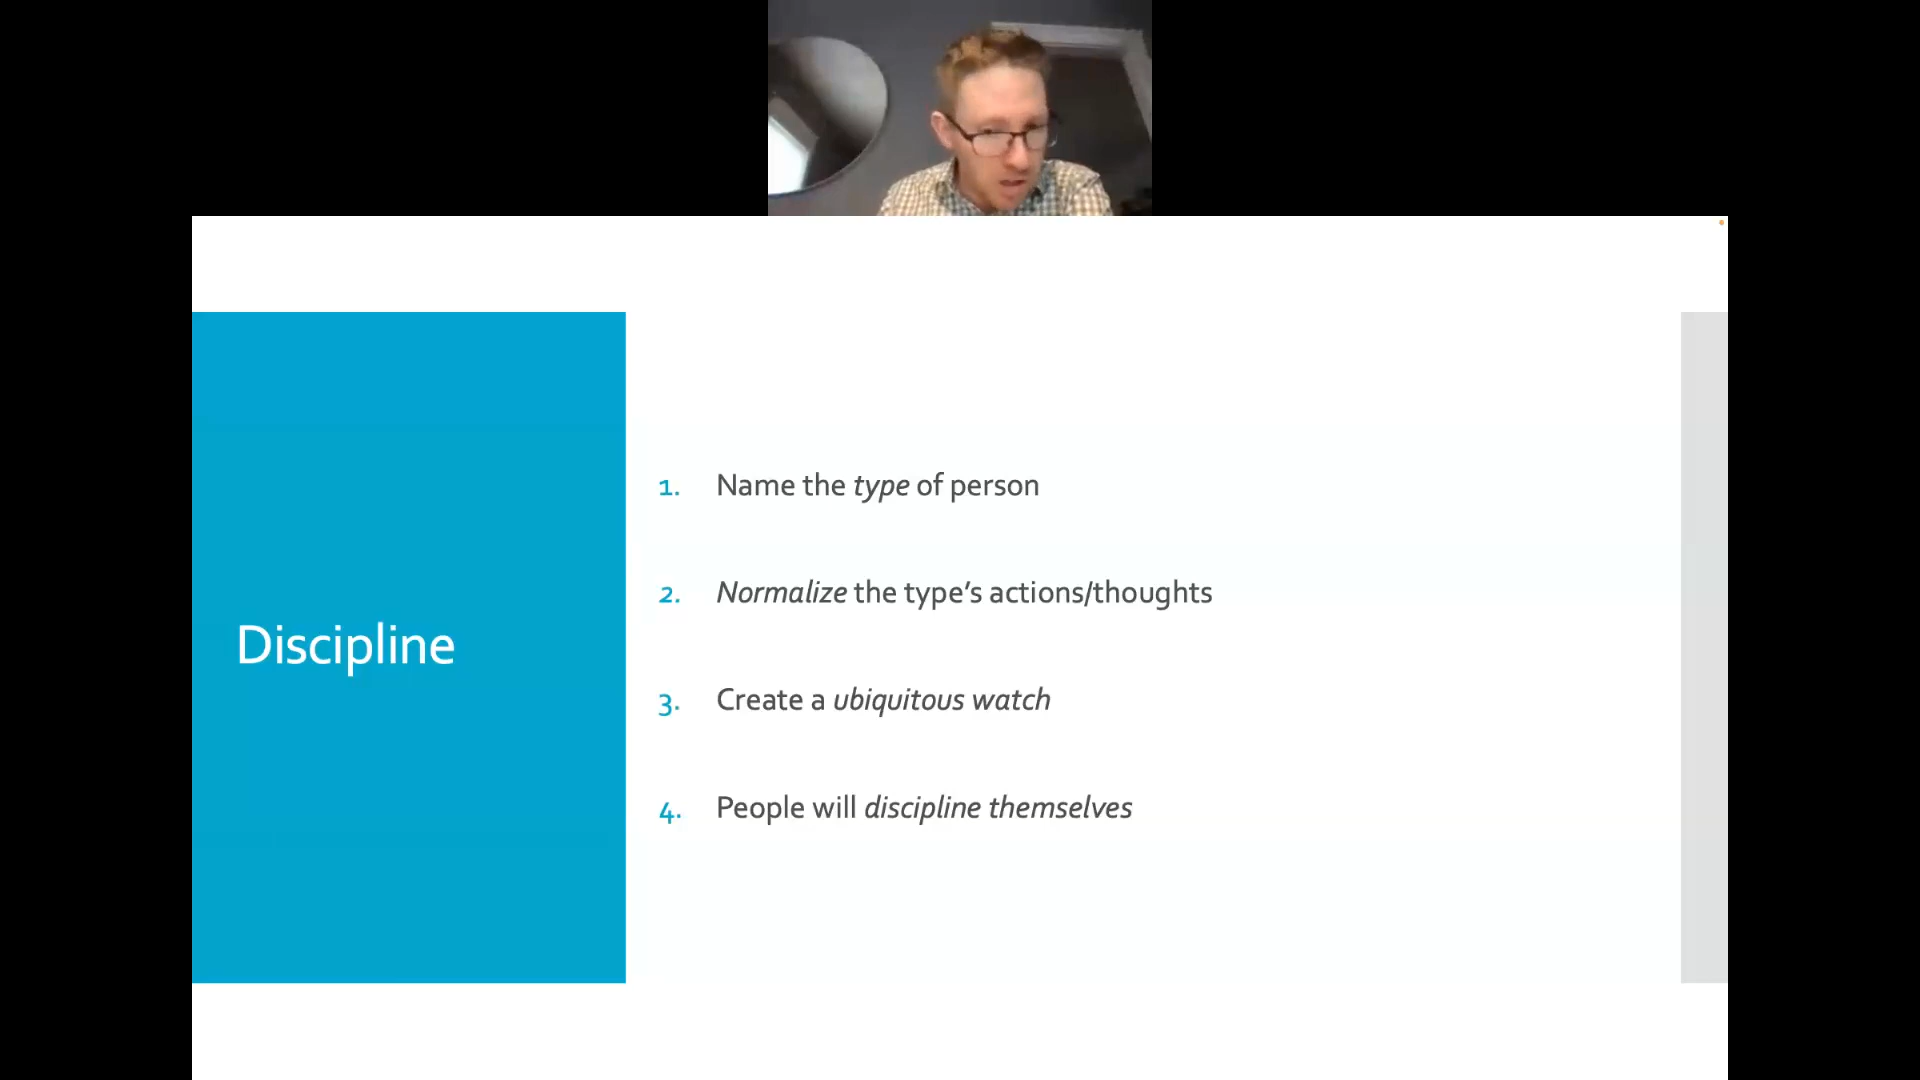 Discipline
1. Name the type of person
2. Normalize the type's actions/thoughts
3. Create a ubiquitous watch
4. People will discipline themselves